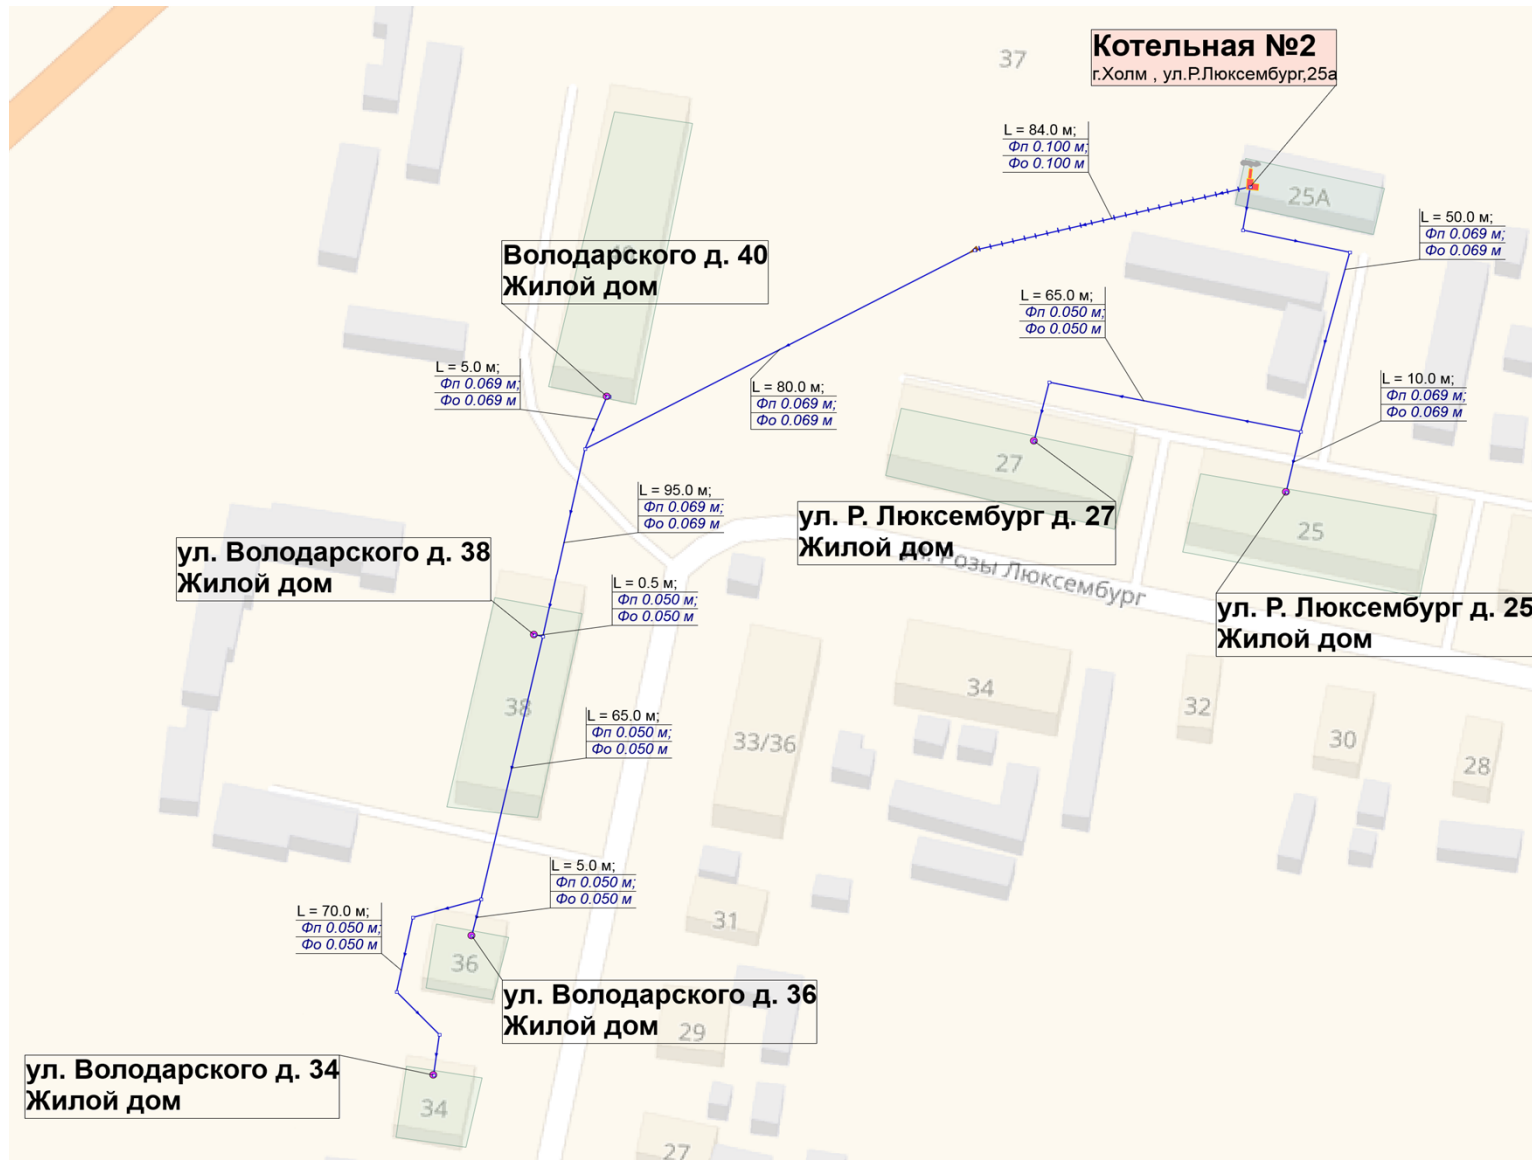 37
Котельная №2
г.Холм , ул.Р.Люксембург,25а
L = 84.0 м;
Фп 0.100 м;
Фо 0.100 м
25А
L = 50.0 м;
Фп 0.069 м;
Фо 0.069 м
Володарского д. 40
Жилой дом
L = 65.0 м;
Фп 0.050 м;
Фо 0.050 м
L = 5.0 м;
Фп 0.069 м;
Фо 0.069 м
L = 80.0 м;
Фп 0.069 м;
Фо 0.069 м
L = 10.0 м;
Фп 0.069 м;
Фо 0.069 м
27
L = 95.0 м;
Фп 0.069 м;
Фо 0.069 м
ул. Р. Люксембург д. 27
Жилой дом
25
ул. Володарского д. 38
Жилой дом
Розы Люксембург
L = 0.5 м;
Фп 0.050 м;
Фо 0.050 м
ул. Р. Люксембург д. 25
Жилой дом
34
38
32
L = 65.0 м;
Фп 0.050 м;
Фо 0.050 м
33/36
30
28
L = 5.0 м;
Фп 0.050 м;
Фо 0.050 м
L = 70.0 м;
Фп 0.050 м;
Фо 0.050 м
31
36
ул. Володарского д. 36
Жилой дом
29
ул. Володарского д. 34
Жилой дом
34
27